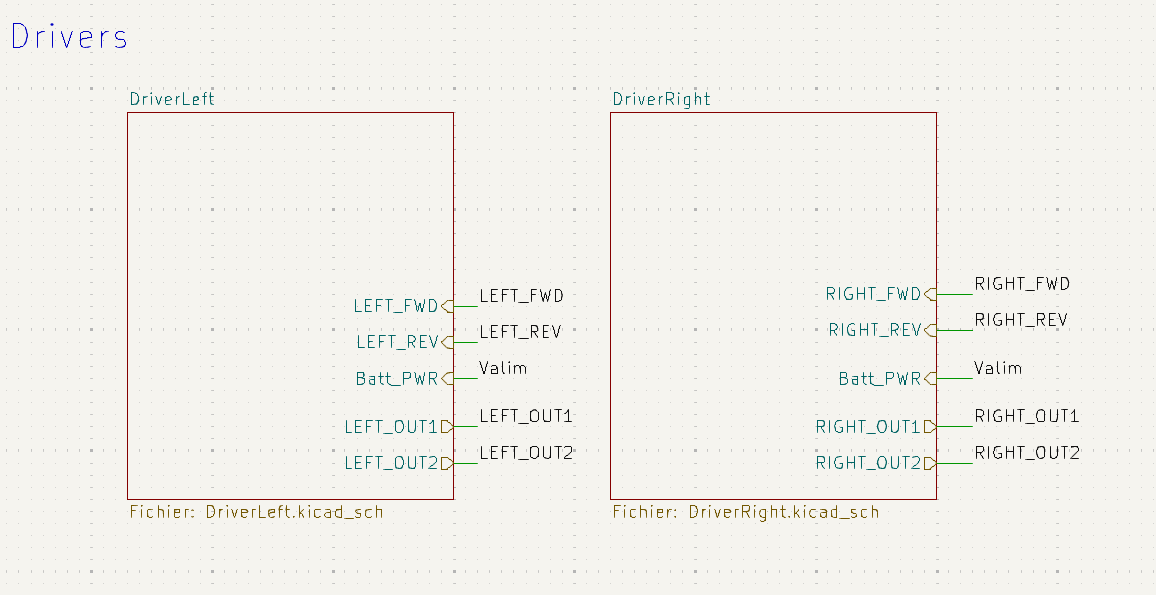 Drivers
DriverLeft
LEFT_FWD
LEFT_FWD
LEFT_REV
LEFT_REV
Batt_PWR
Valim
LEFT_OUT1
LEFT_OUT1
LEFT_OUT2
LEFT_OUT2
Fichier: DriverLeft.kicad_sch
DriverRight
RIGHT_FWD
RIGHT_FWD
RIGHT_REV
RIGHT_REV
Batt_PWR
Valim
RIGHT_OUT1
RIGHT_OUT1
RIGHT_OUT2
RIGHT_OUT2
Fichier: DriverRight.kicad_sch